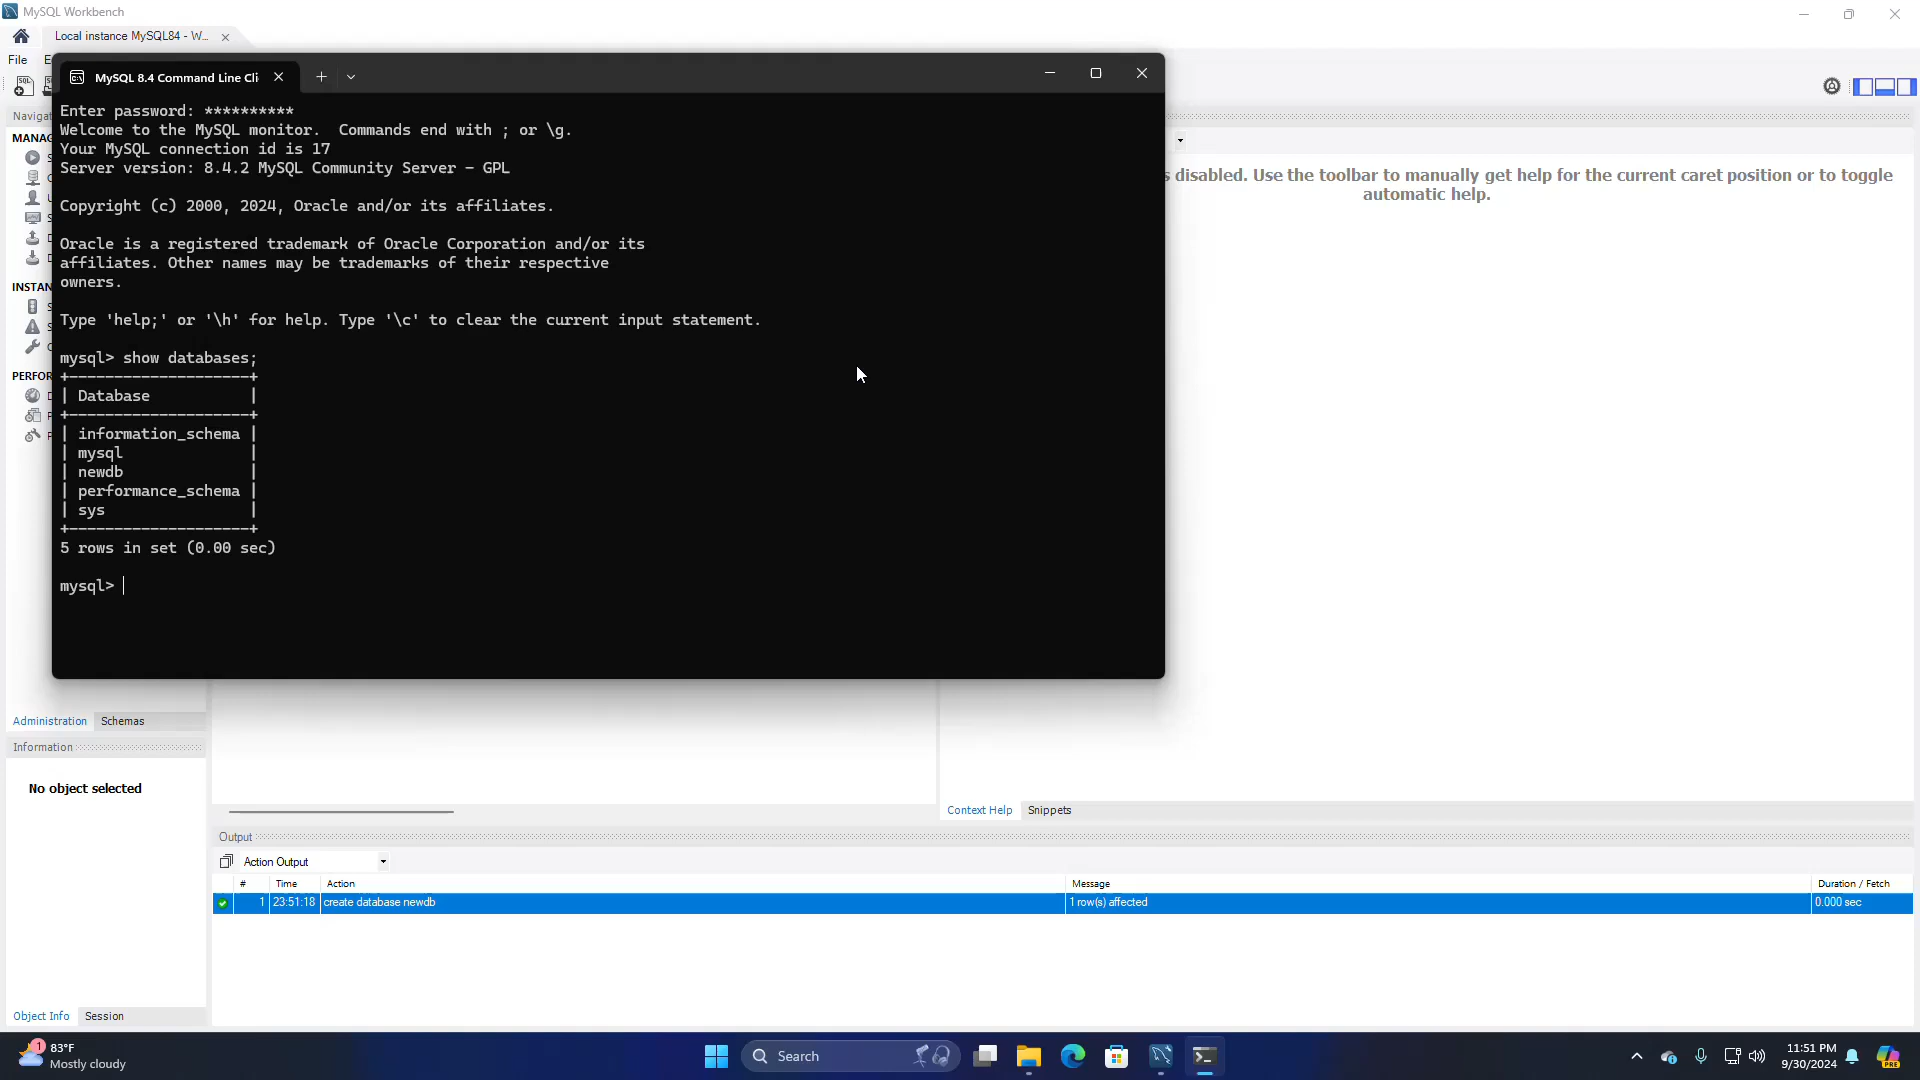 MySQL Workbench
Local instance MySQL84 - W...
File
MySQL 8.4 Command Line Cli
Enter password: **********
Welcome to the MySQL monitor.  Commands end with ; or \g.
Your MySQL connection id is 17
Server version: 8.4.2 MySQL Community Server - GPL
Copyright (c) 2000, 2024, Oracle and/or its affiliates.
Oracle is a registered trademark of Oracle Corporation and/or its
affiliates. Other names may be trademarks of their respective
owners.
Type 'help;' or '\h' for help. Type '\c' to clear the current input statement.
mysql> show databases;
+--------------------+
| Database           |
+--------------------+
| information_schema |
| mysql              |
| newdb              |
| performance_schema |
| sys                |
+--------------------+
5 rows in set (0.00 sec)
mysql>
Navigat
MANAG
INSTAN
PERFOR
s disabled. Use the toolbar to manually get help for the current caret position or to toggle
automatic help.
Administration Schemas
Information
No object selected
Object Info Session
Context Help Snippets
Output
Action Output
# Time Action Message Duration / Fetch
1 23:51:18 create database newdb 1 row(s) affected 0.000 sec
1
83°F
Mostly cloudy
Search
11:51 PM
9/30/2024
PRE